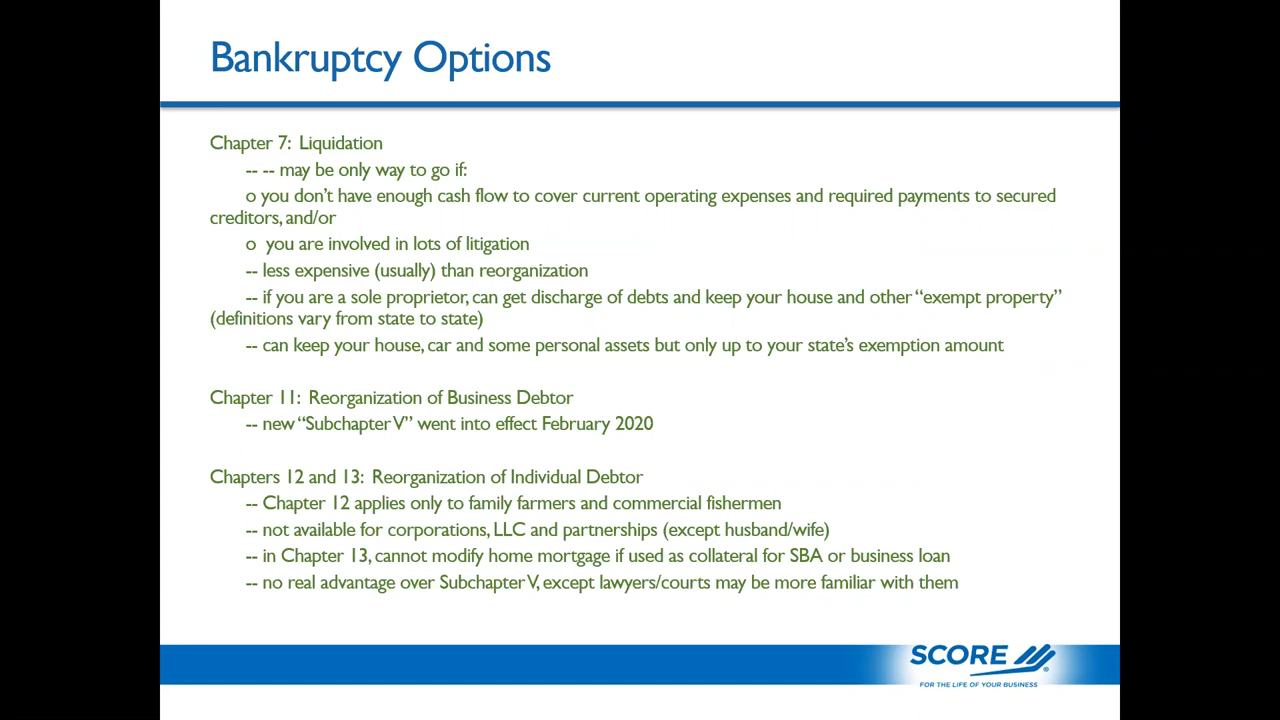 Bankruptcy Options
Chapter 7: Liquidation
-- -- may be only way to go if:
o you don’t have enough cash flow to cover current operating expenses and required payments to secured
creditors, and/or
o you are involved in lots of litigation
-- less expensive (usually) than reorganization
-- if you are a sole proprietor, can get discharge of debts and keep your house and other “exempt property”
(definitions vary from state to state)
-- can keep your house, car and some personal assets but only up to your state’s exemption amount
Chapter 11: Reorganization of Business Debtor
-- new “Subchapter V” went into effect February 2020
Chapters 12 and 13: Reorganization of Individual Debtor
-- Chapter 12 applies only to family farmers and commercial fishermen
-- not available for corporations, LLC and partnerships (except husband/wife)
-- in Chapter 13, cannot modify home mortgage if used as collateral for SBA or business loan
-- no real advantage over Subchapter V, except lawyers/courts may be more familiar with them
SCORE
®
FOR THE LIFE OF YOUR BUSINESS